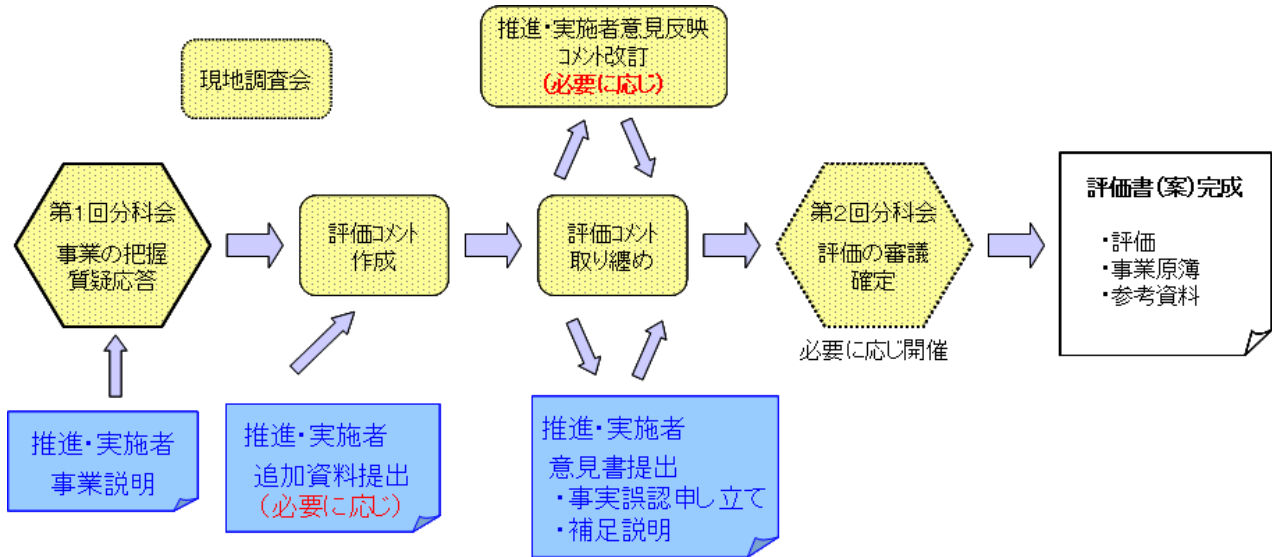 現地調査会
推進・実施者意見反映
コメント改訂
(必要に応じ)
第1回分科会
事業の把握
質疑応答
評価コメント
作成
評価コメント
取り纏め
第2回分科会
評価の審議
確定
必要に応じ開催
評価書(案)完成
・評価
・事業原簿
・参考資料
推進・実施者
事業説明
推進・実施者
追加資料提出
(必要に応じ)
推進・実施者
意見書提出
・事実誤認申し立て
・補足説明